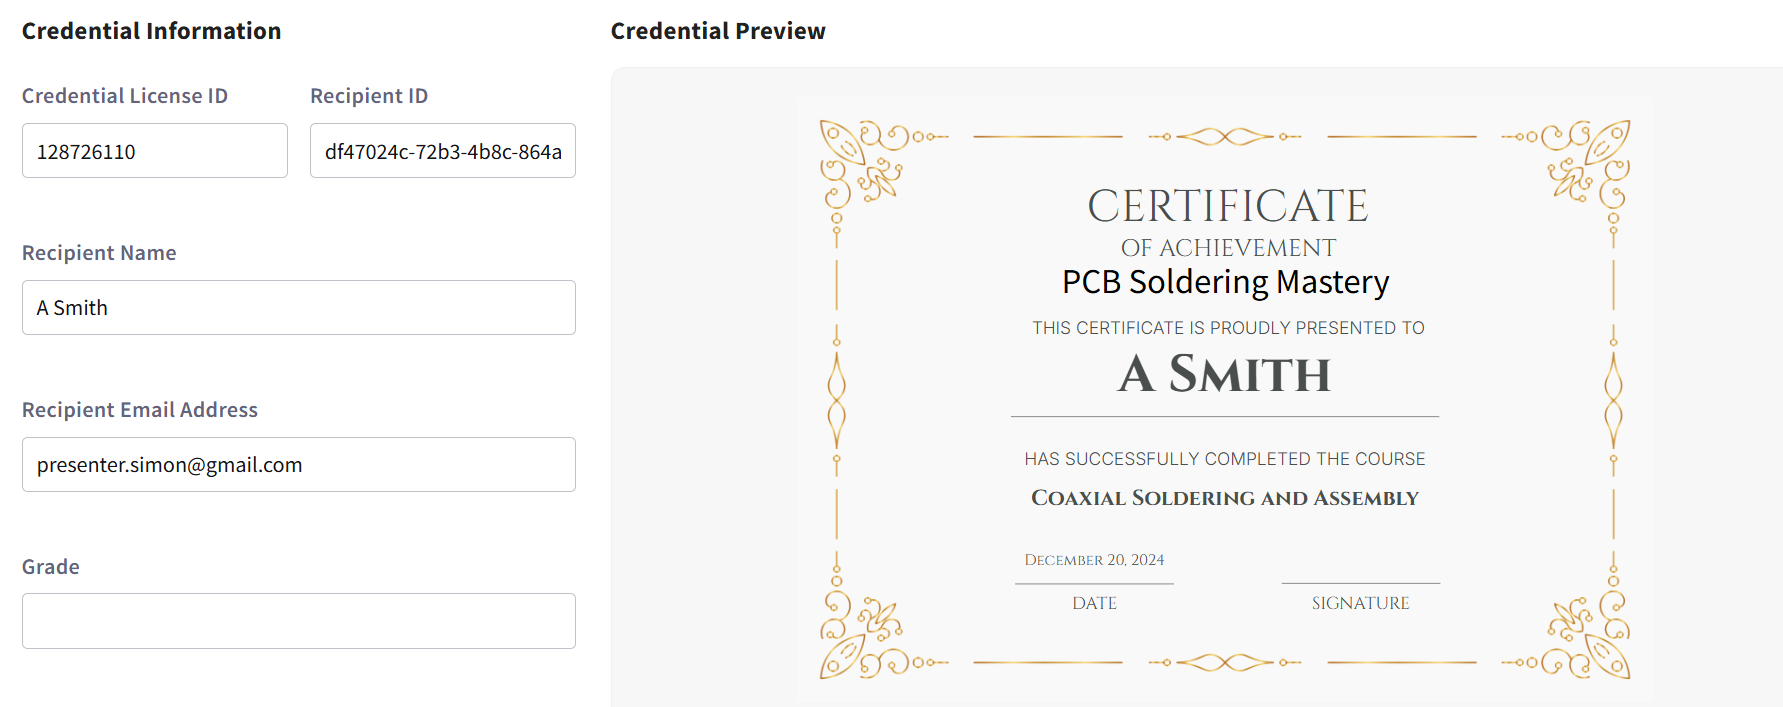 Credential Information
Credential License ID
Recipient ID
128726110
df47024c-72b3-4b8c-864a
Recipient Name
A Smith
Recipient Email Address
presenter.simon@gmail.com
Grade
Credential Preview
CERTIFICATE
OF ACHIEVEMENT
PCB Soldering Mastery
THIS CERTIFICATE IS PROUDLY PRESENTED TO
A Smith
HAS SUCCESSFULLY COMPLETED THE COURSE
Coaxial Soldering and Assembly
December 20, 2024
DATE
SIGNATURE